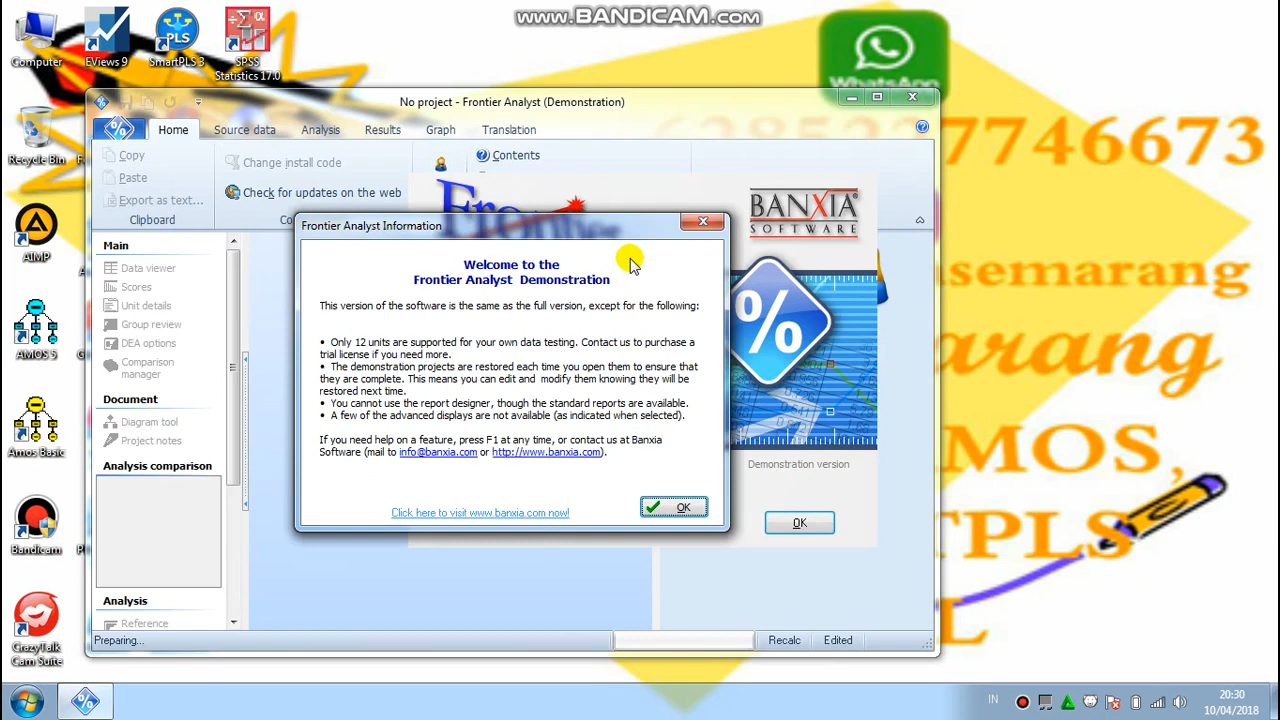 www.BANDICAM.com
Computer
EViews 9
SmartPLS 3
SPSS
Statistics 17.0
WhatsApp
No project - Frontier Analyst (Demonstration)
Home
Source data
Analysis
Results
Graph
Translation
7746673
Recycle Bin
Copy
Paste
Export as text...
Clipboard
Change install code
Check for updates on the web
Contents
Frontier
BANXIA
SOFTWARE
Frontier Analyst Information
Welcome to the
Frontier Analyst Demonstration
This version of the software is the same as the full version, except for the following:
• Only 12 units are supported for your own data testing. Contact us to purchase a
trial license if you need more.
• The demonstration projects are restored each time you open them to ensure that
they are complete. This means you can edit and modify them knowing they will be
restored next time.
• You cannot use the report designer, though the standard reports are available.
• A few of the advanced displays are not available (as indicated when selected).
If you need help on a feature, press F1 at any time, or contact us at Banxia
Software (mail to info@banxia.com or http://www.banxia.com).
Click here to visit www.banxia.com now!
OK
%
Demonstration version
OK
Main
Data viewer
Scores
Unit details
Group review
DEA options
Comparison
manager
Document
Diagram tool
Project notes
Analysis comparison
Analysis
Reference
Preparing...
Recalc
Edited
AIMP
AMOS 5
Amos Basic
Bandicam
CrazyTalk
Cam Suite
semarang
arang
AMOS,
TPLS
L
IN
20:30
10/04/2018